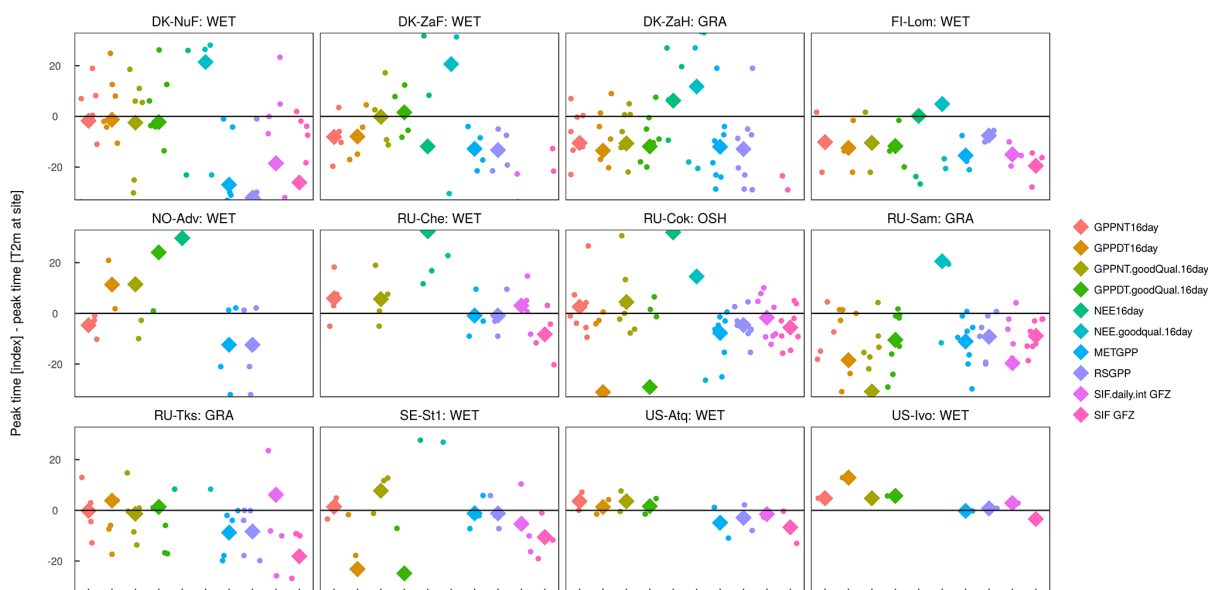 DK-NuF: WET
DK-ZaF: WET
DK-ZaH: GRA
FI-Lom: WET
20
0
-20
NO-Adv: WET
RU-Che: WET
RU-Cok: OSH
RU-Sam: GRA
20
0
-20
RU-Tks: GRA
SE-St1: WET
US-Atq: WET
US-Ivo: WET
20
0
-20
Peak time [index] - peak time [T2m at site]
GPPNT16day
GPPDT16day
GPPNT.goodQual.16day
GPPDT.goodQual.16day
NEE16day
NEE.goodqual.16day
METGPP
RSGPP
SIF.daily.int GFZ
SIF GFZ